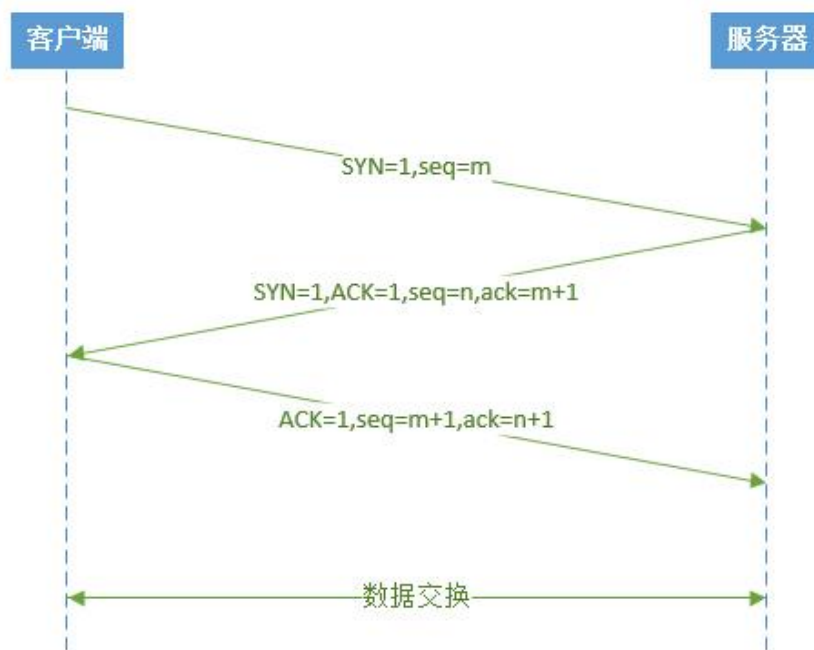 客户端
服务器
SYN=1,seq=m
SYN=1,ACK=1,seq=n,ack=m+1
ACK=1,seq=m+1,ack=n+1
数据交换